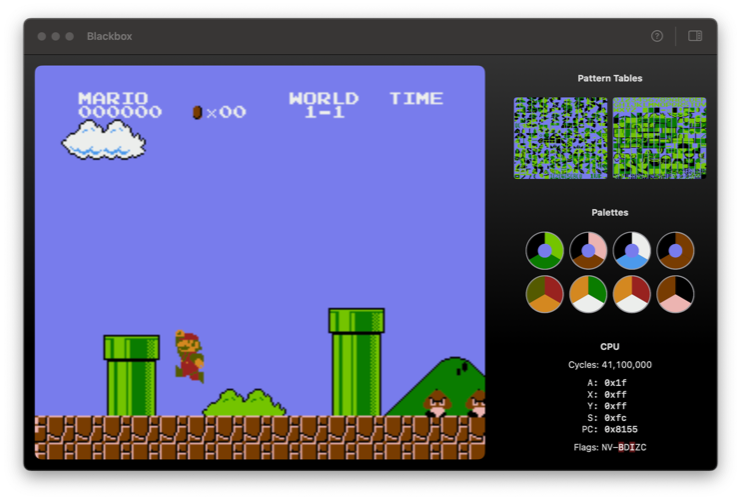 Blackbox
MARIO WORLD TIME
000000 ×00 1-1
Pattern Tables
Palettes
CPU
Cycles: 41,100,000
A: 0x1f
X: 0xff
Y: 0xff
S: 0xfc
PC: 0x8155
Flags: NV–BDIZC